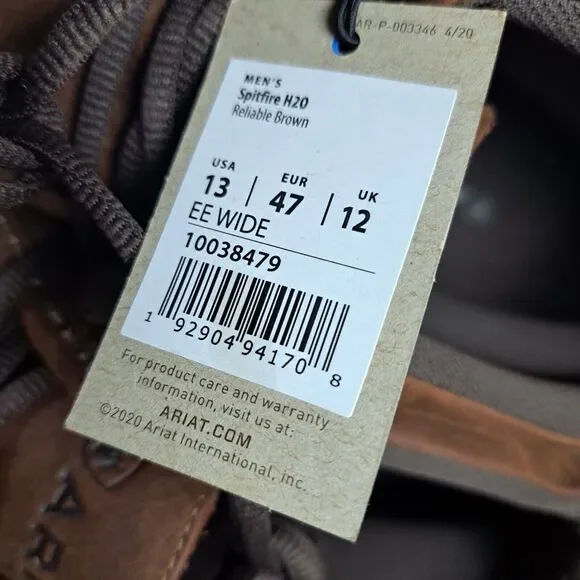 AR-P-003346 4/20
MEN'S
Spitfire H20
Reliable Brown
USA EUR UK
13 | 47 | 12
EE WIDE
10038479
1 92904 94170 8
For product care and warranty
information, visit us at:
ARIAT.COM
©2020 Ariat International, inc.
AR